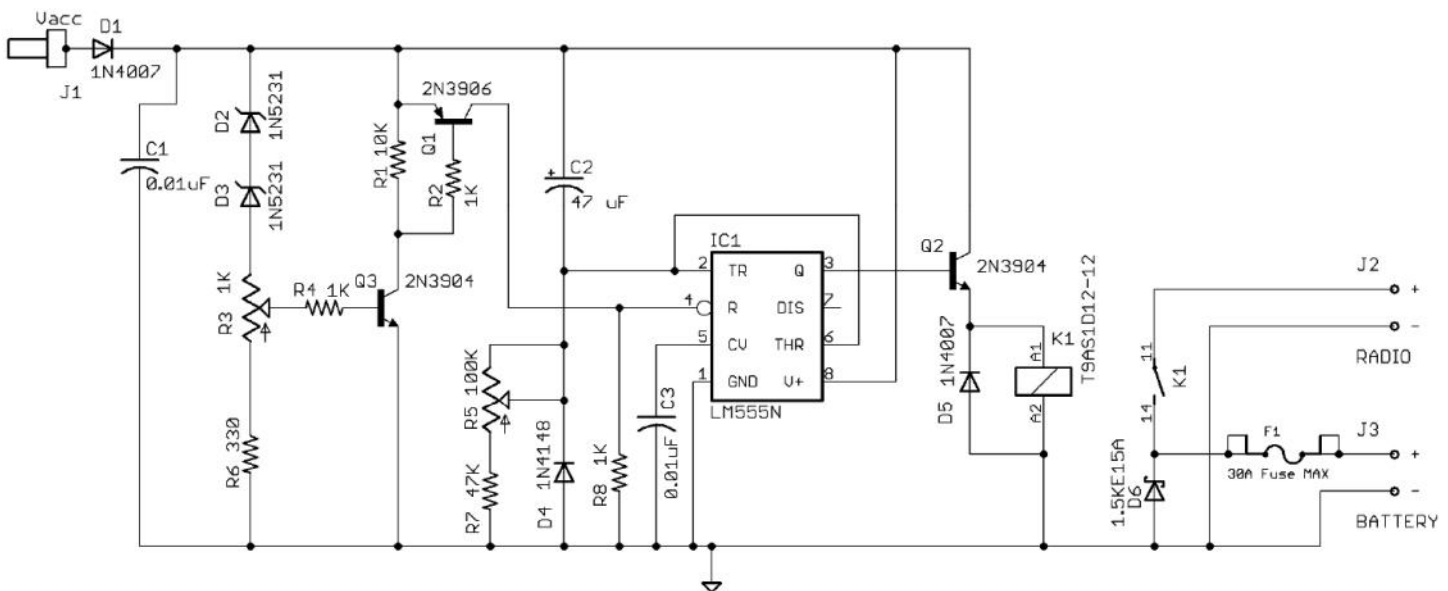 Vacc
J1
D1
1N4007
C1
0.01uF
D2
1N5231
D3
1N5231
R3 1K
R6 330
R4 1K
Q3
2N3904
R1 10K
2N3906
Q1
R2
1K
C2
47 uF
R5 100K
R7 47K
D4
1N4148
R8 1K
C3
0.01uF
IC1
2 TR Q 3
4 R DIS 7
5 CV THR 6
1 GND V+ 8
LM555N
Q2
2N3904
D5 1N4007
A1
K1
A2
T9AS1D12-12
11
K1
14
1.5KE15A
D6
F1
30A Fuse MAX
J2
+
-
RADIO
J3
+
-
BATTERY
+